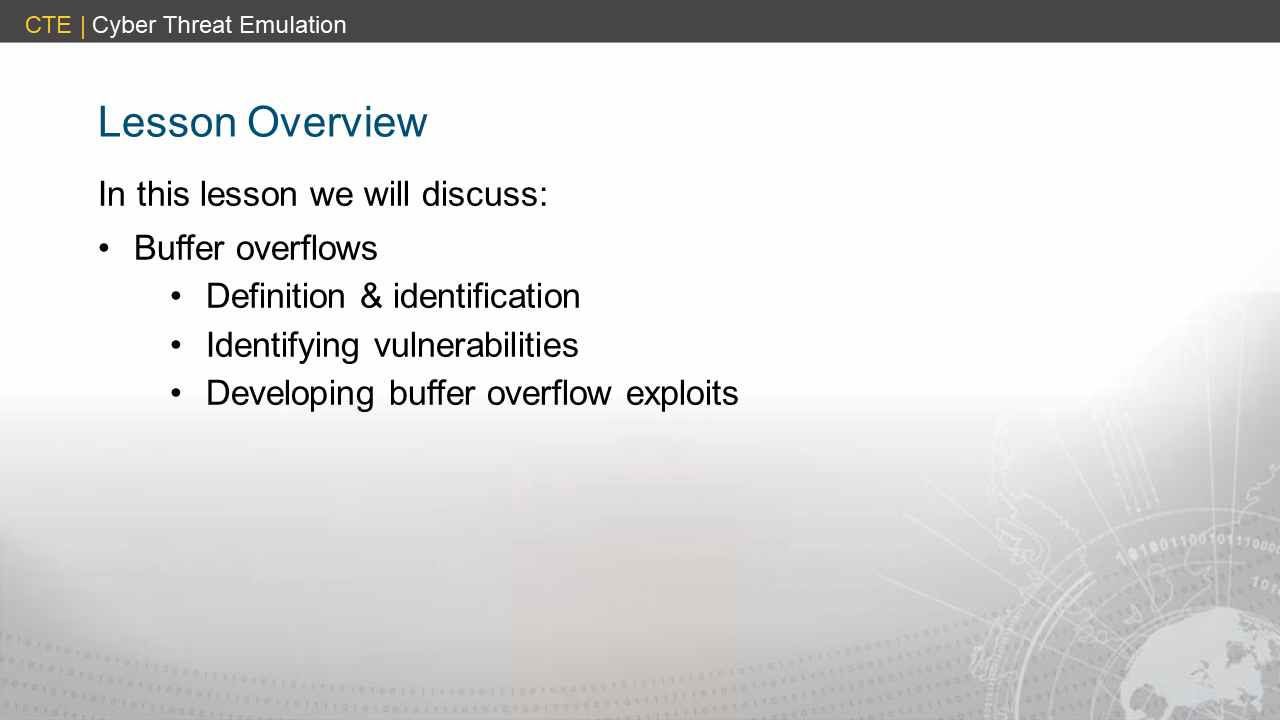 CTE | Cyber Threat Emulation
Lesson Overview
In this lesson we will discuss:
• Buffer overflows
• Definition & identification
• Identifying vulnerabilities
• Developing buffer overflow exploits